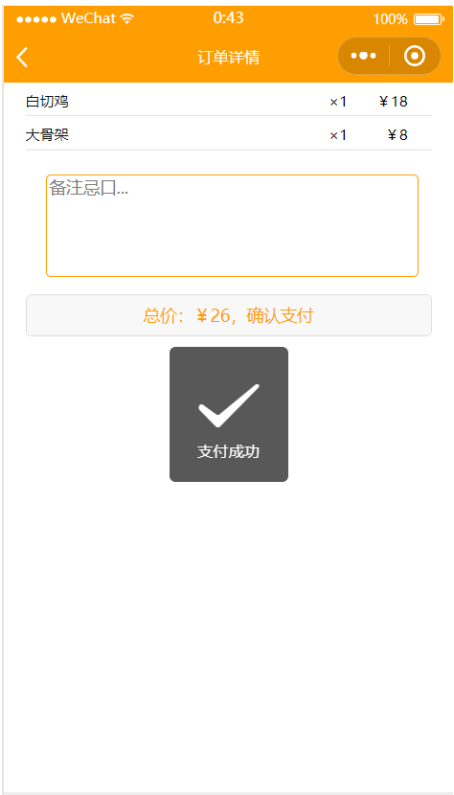 ●●●●● WeChat 0:43 100%
订单详情
白切鸡 ×1 ￥18
大骨架 ×1 ￥8
备注忌口...
总价：￥26，确认支付
支付成功